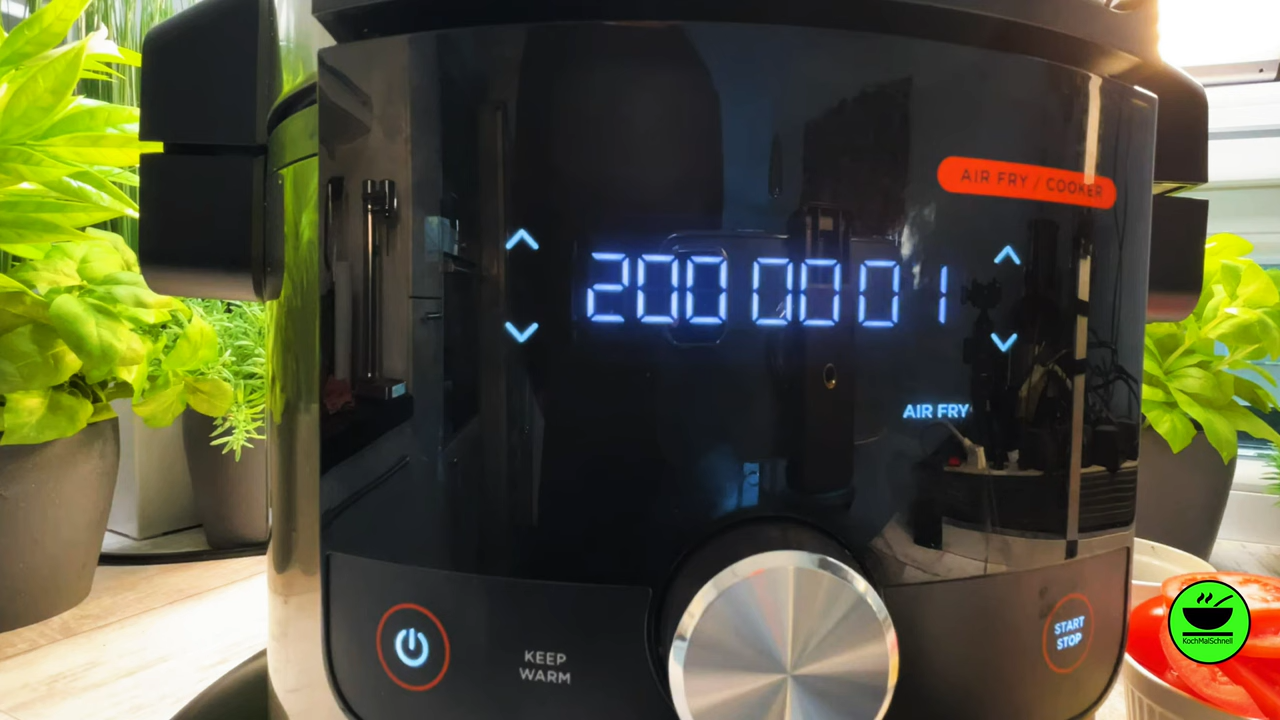 AIR FRY / COOKER
200 00 01
AIR FRY
KEEP
WARM
START
STOP
KochMalSchnell